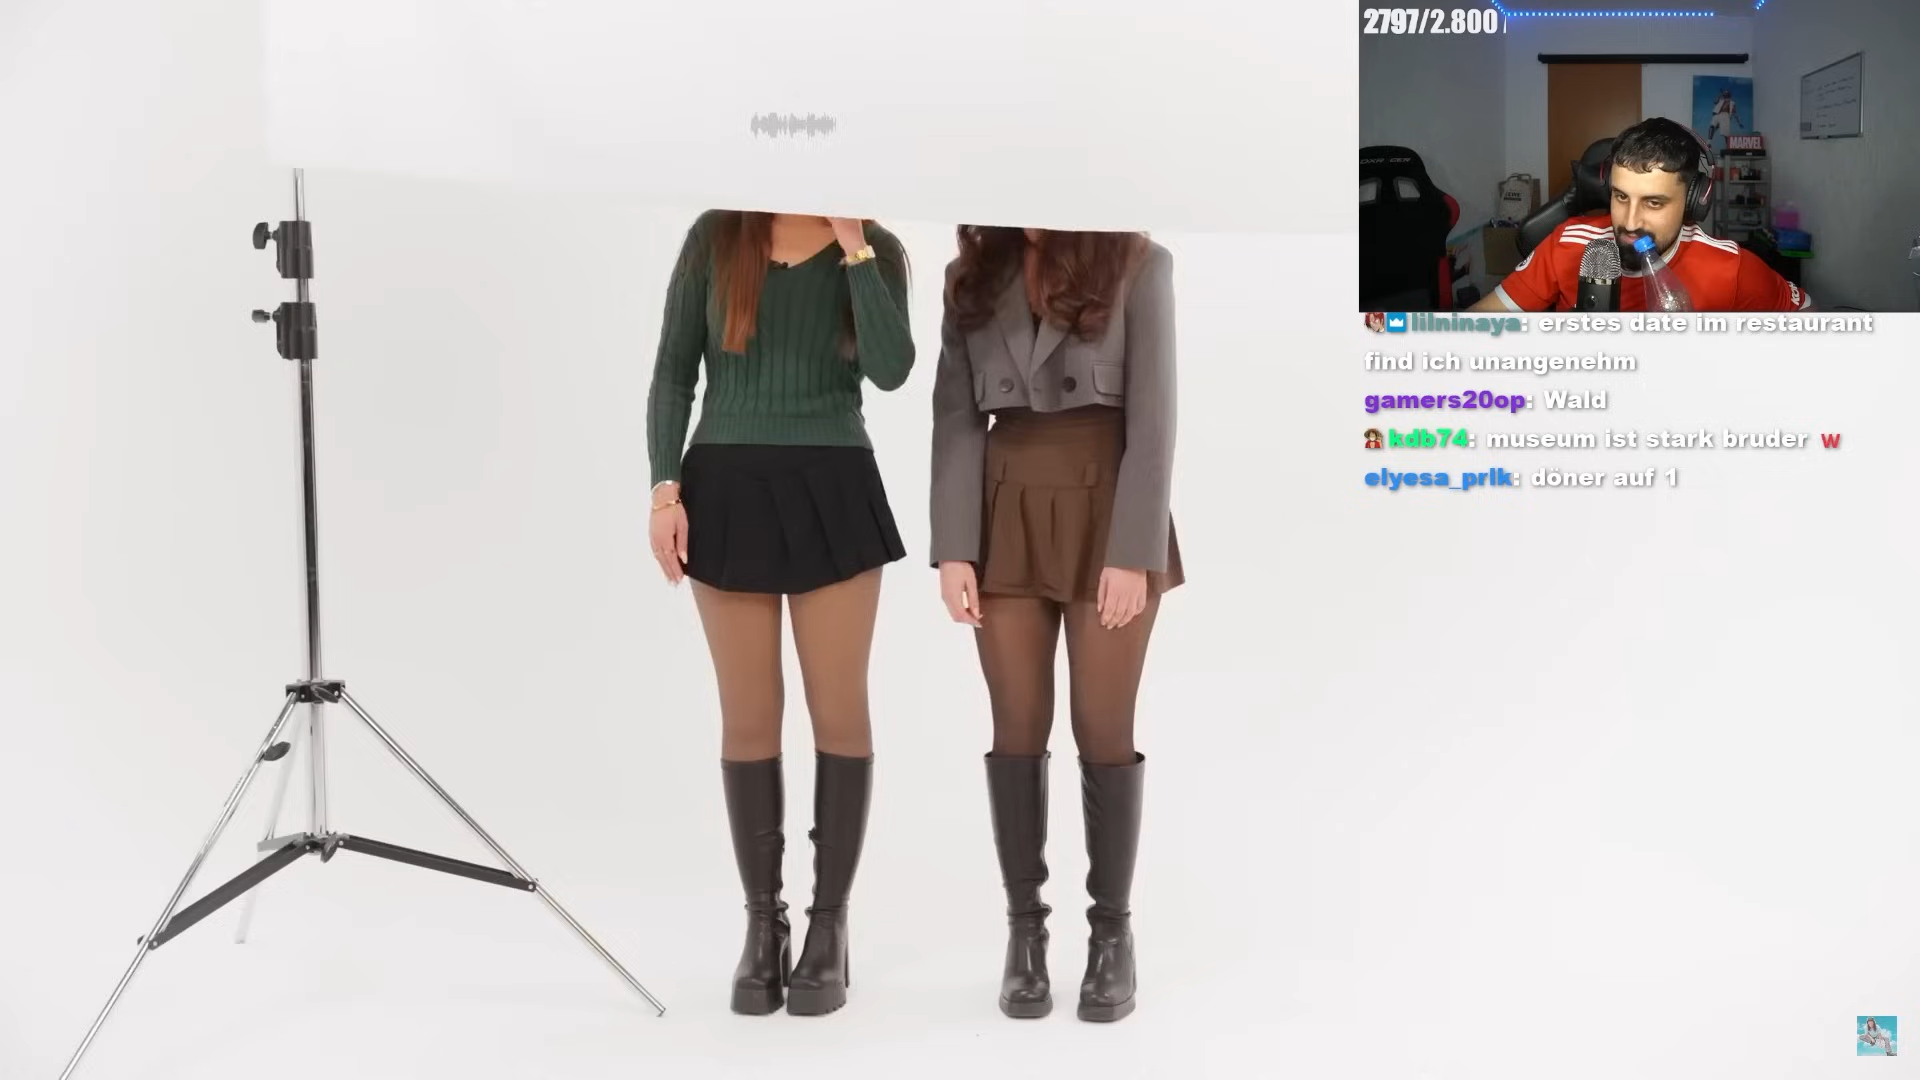 2797/2.800
MARVEL
lilninaya: erstes date im restaurant
find ich unangenehm
gamers20op: Wald
kdb74: museum ist stark bruder W
elyesa_prlk: döner auf 1